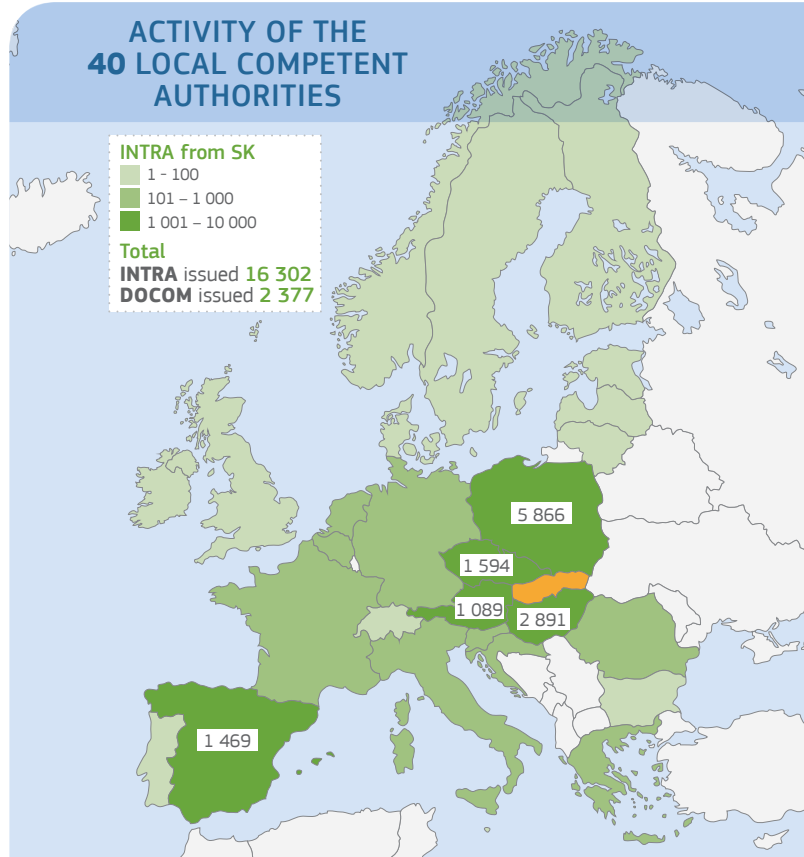 ACTIVITY OF THE
40 LOCAL COMPETENT
AUTHORITIES
INTRA from SK
1 - 100
101 – 1 000
1 001 – 10 000
Total
INTRA issued 16 302
DOCOM issued 2 377
5 866
1 594
1 089
2 891
1 469